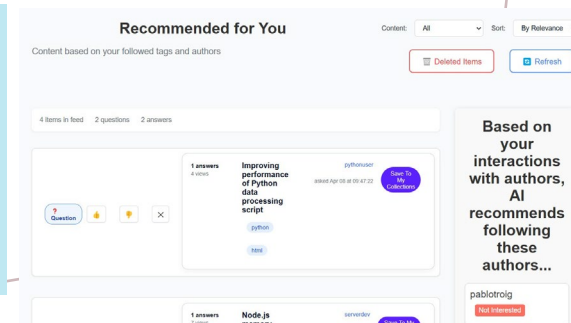 Recommended for You
Content: All Sort: By Relevance
Content based on your followed tags and authors
Deleted Items Refresh
4 items in feed 2 questions 2 answers
Based on
your
interactions
with authors,
AI
recommends
following
these
authors...
? Question
1 answers
4 views
Improving
performance
of Python
data
processing
script
python
html
pythonuser
asked Apr 08 at 09:47:22
Save To
My
Collections
pablotroig
Not Interested
1 answers
Node.js
serverdev
Save To My